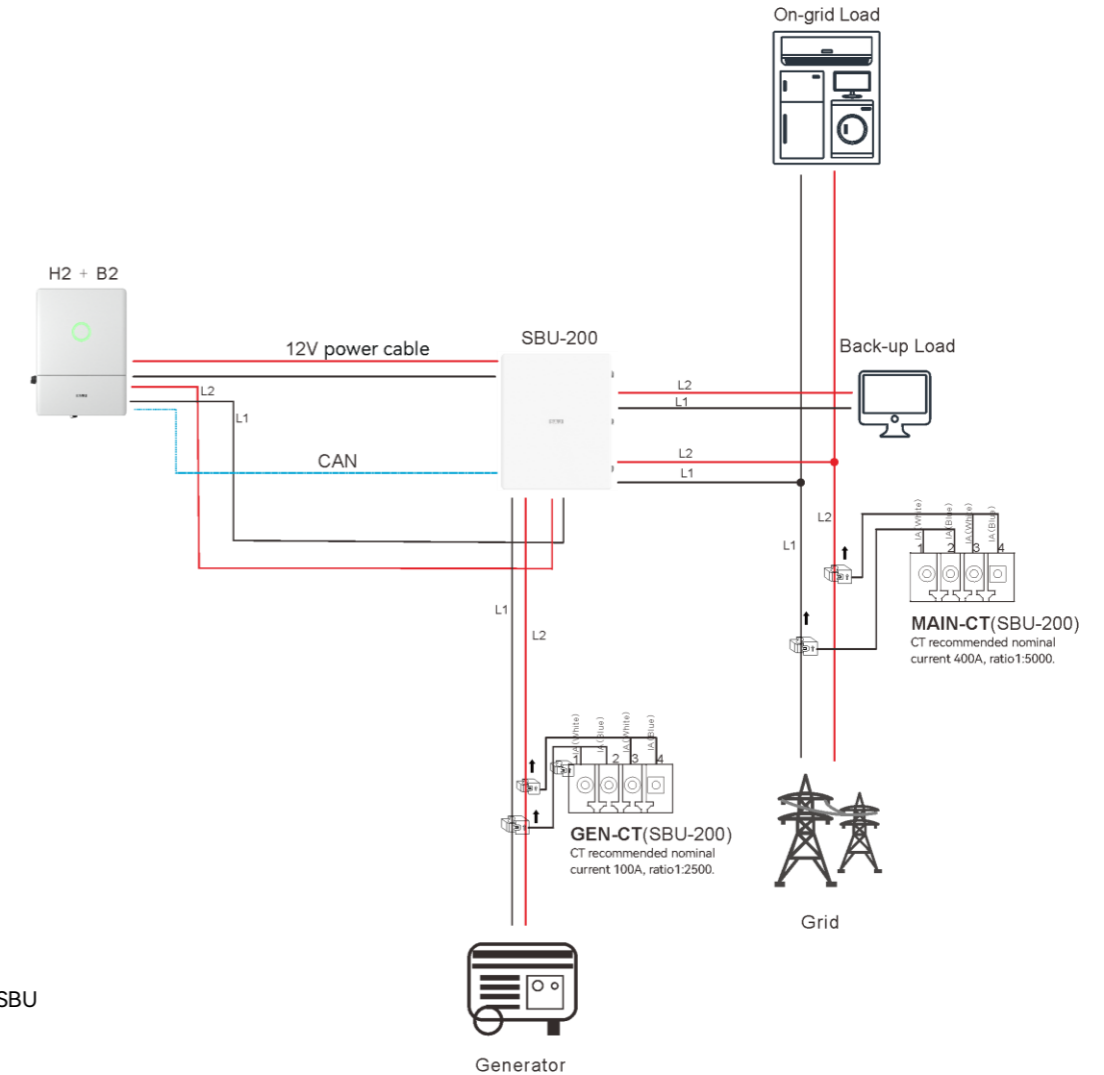 On-grid Load
H2 + B2
12V power cable
SBU-200
Back-up Load
L2
L1
L2
L1
CAN
L2
L1
L2
L1
IA(White)
IA(Blue)
IA(White)
IA(Blue)
1
2
3
4
MAIN-CT(SBU-200)
CT recommended nominal
current 400A, ratio1:5000.
L1
L2
IA(White)
IA(Blue)
IA(White)
IA(Blue)
1
2
3
4
GEN-CT(SBU-200)
CT recommended nominal
current 100A, ratio1:2500.
Grid
SBU
Generator